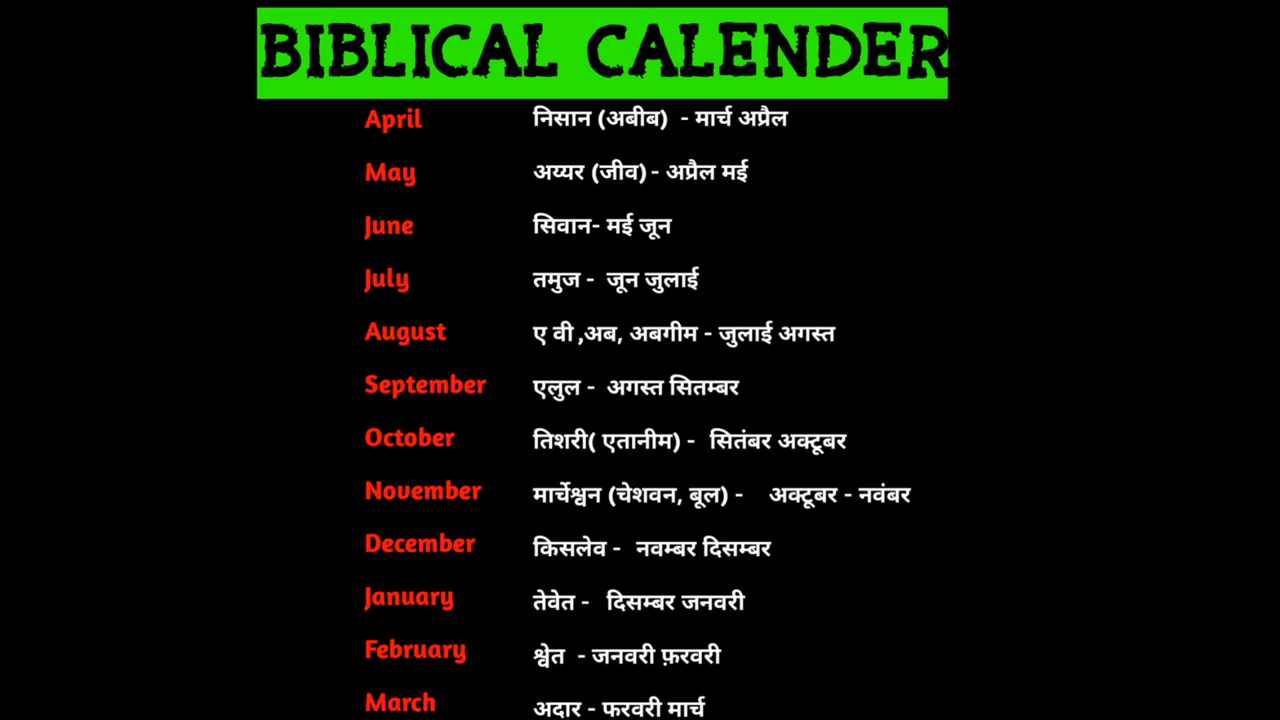 BIBLICAL CALENDER
April निसान (अबीब) - मार्च अप्रैल
May अय्यर (जीव) - अप्रैल मई
June सिवान- मई जून
July तमुज - जून जुलाई
August ए वी ,अब, अबगीम - जुलाई अगस्त
September एलुल - अगस्त सितम्बर
October तिशरी( एतानीम) - सितंबर अक्टूबर
November मार्चेश्वन (चेशवन, बूल) - अक्टूबर - नवंबर
December किसलेव - नवम्बर दिसम्बर
January तेवेत - दिसम्बर जनवरी
February श्वेत - जनवरी फ़रवरी
March अदार - फरवरी मार्च